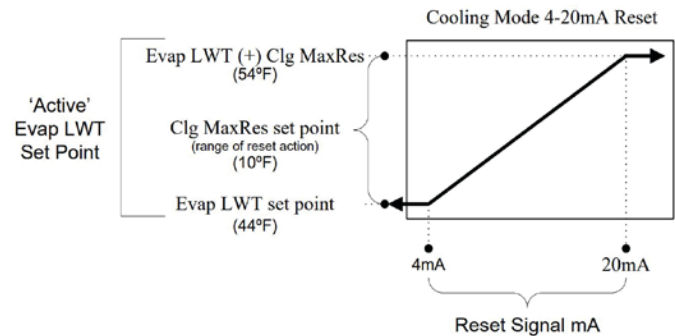 Cooling Mode 4-20mA Reset
Evap LWT (+) Clg MaxRes
(54ºF)
‘Active’
Evap LWT
Set Point
Clg MaxRes set point
(range of reset action)
(10ºF)
Evap LWT set point
(44ºF)
4mA
20mA
Reset Signal mA